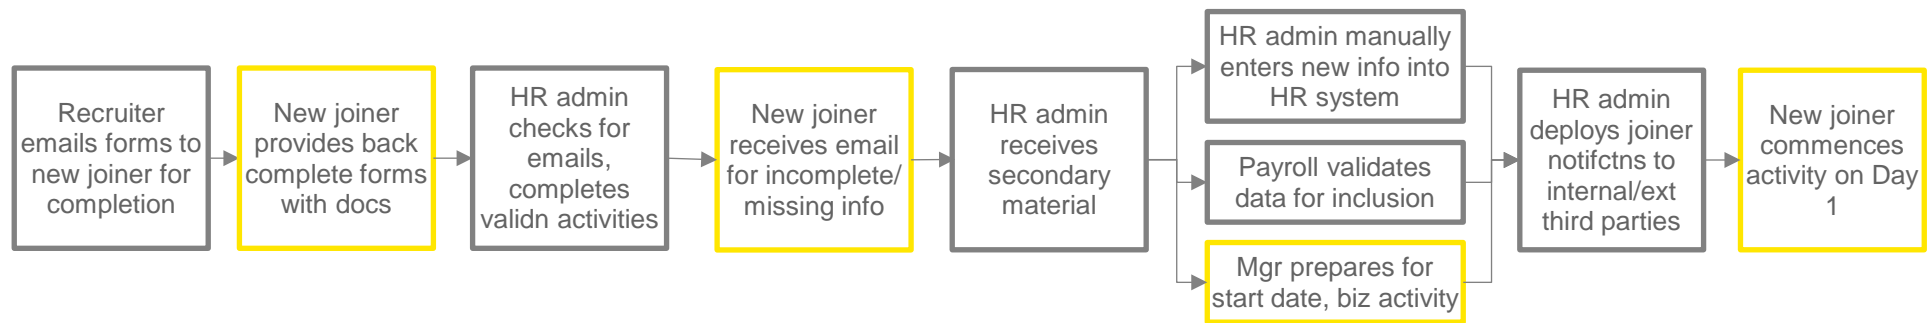 Recruiter
emails forms to
new joiner for
completion
New joiner
provides back
complete forms
with docs
HR admin
checks for
emails,
completes
validn activities
New joiner
receives email
for incomplete/
missing info
HR admin
receives
secondary
material
HR admin manually
enters new info into
HR system
Payroll validates
data for inclusion
Mgr prepares for
start date, biz activity
HR admin
deploys joiner
notifctns to
internal/ext
third parties
New joiner
commences
activity on Day
1